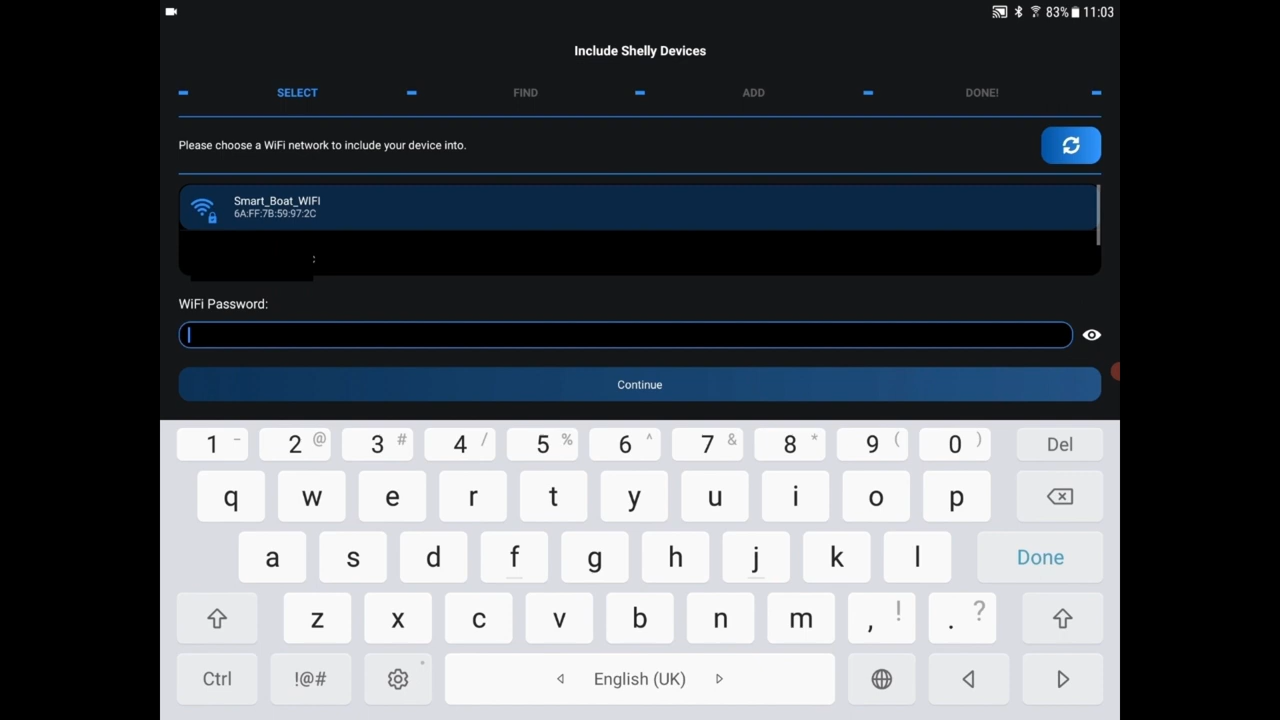 83% 11:03
Include Shelly Devices
SELECT FIND ADD DONE!
Please choose a WiFi network to include your device into.
Smart_Boat_WIFI
6A:FF:7B:59:97:2C
:
WiFi Password:
Continue
1 - 2 @ 3 # 4 / 5 % 6 ^ 7 & 8 * 9 ( 0 ) Del
q w e r t y u i o p
a s d f g h j k l Done
z x c v b n m , ! . ?
Ctrl !@# English (UK)